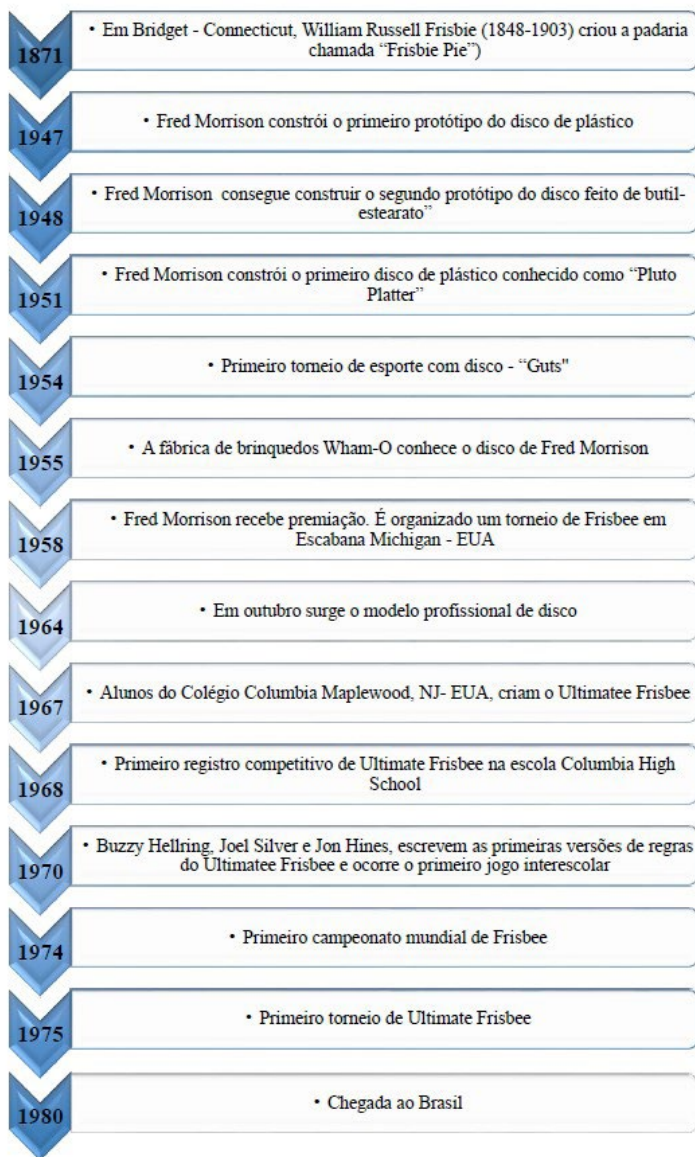 1871
• Em Bridget - Connecticut, William Russell Frisbie (1848-1903) criou a padaria
chamada “Frisbie Pie”)
1947
• Fred Morrison constrói o primeiro protótipo do disco de plástico
1948
• Fred Morrison consegue construir o segundo protótipo do disco feito de butil-
estearato”
1951
• Fred Morrison constrói o primeiro disco de plástico conhecido como “Pluto
Platter”
1954
• Primeiro torneio de esporte com disco - “Guts"
1955
• A fábrica de brinquedos Wham-O conhece o disco de Fred Morrison
1958
• Fred Morrison recebe premiação. É organizado um torneio de Frisbee em
Escabana Michigan - EUA
1964
• Em outubro surge o modelo profissional de disco
1967
• Alunos do Colégio Columbia Maplewood, NJ- EUA, criam o Ultimatee Frisbee
1968
• Primeiro registro competitivo de Ultimate Frisbee na escola Columbia High
School
1970
• Buzzy Hellring, Joel Silver e Jon Hines, escrevem as primeiras versões de regras
do Ultimatee Frisbee e ocorre o primeiro jogo interescolar
1974
• Primeiro campeonato mundial de Frisbee
1975
• Primeiro torneio de Ultimate Frisbee
1980
• Chegada ao Brasil